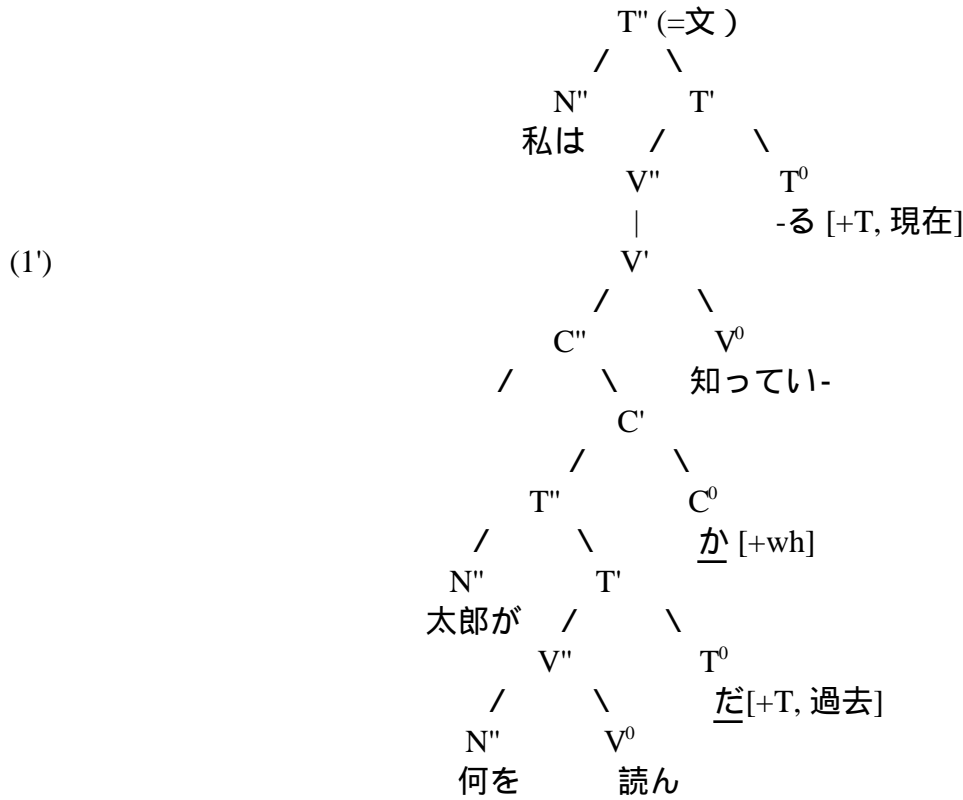 T" (=文 )
/ \
N" T'
私は / \
V" T⁰
| -る [+T, 現在]
(1') V'
/ \
C" V⁰
/ \ 知ってい-
C'
/ \
T" C⁰
/ \ か [+wh]
N" T'
太郎が / \
V" T⁰
/ \ だ[+T, 過去]
N" V⁰
何を 読ん